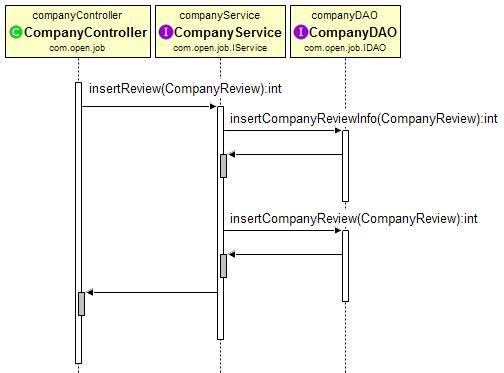 companyController
C CompanyController
com.open.job
companyService
I CompanyService
com.open.job.IService
companyDAO
I CompanyDAO
com.open.job.IDAO
insertReview(CompanyReview):int
insertCompanyReviewInfo(CompanyReview):int
insertCompanyReview(CompanyReview):int